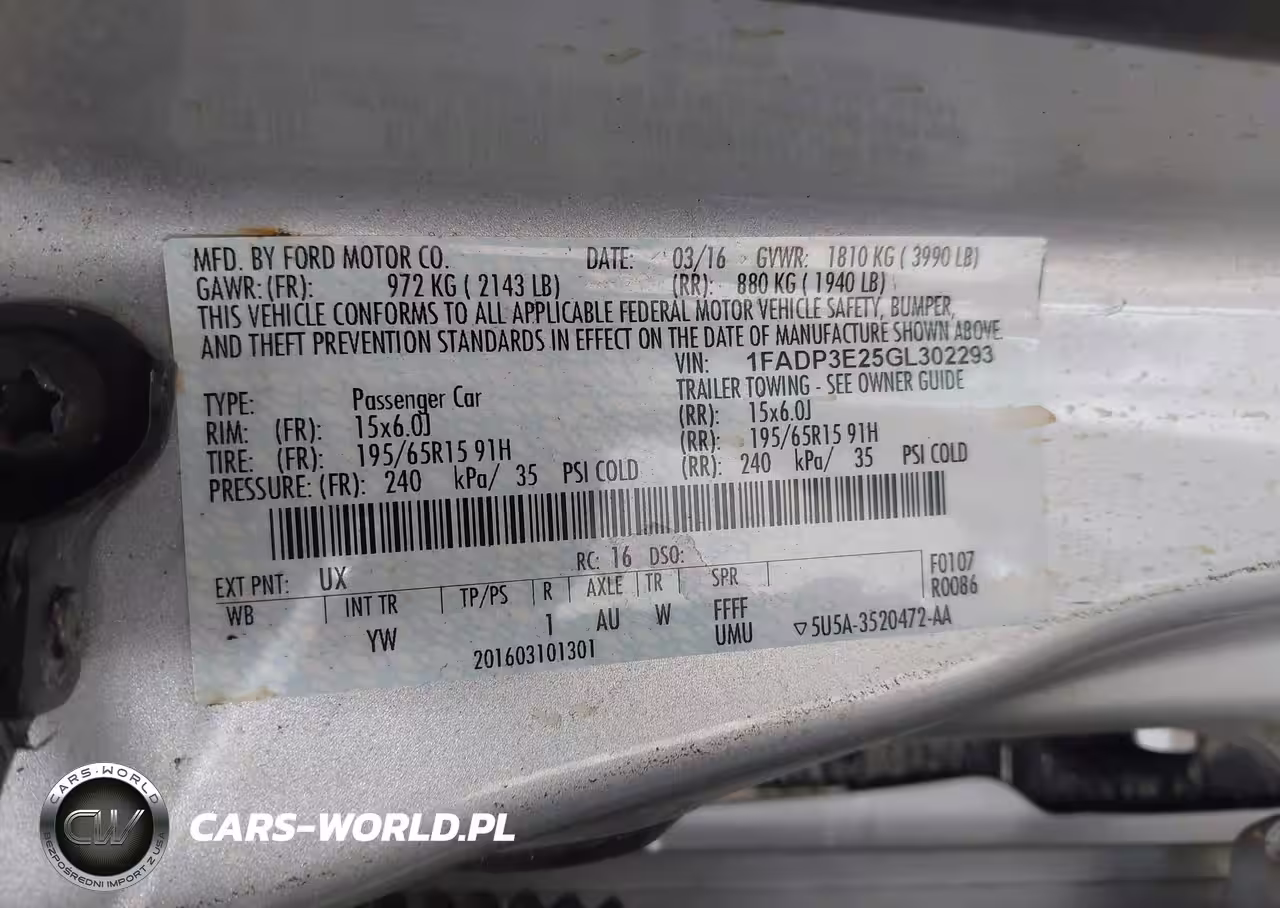 MFD. BY FORD MOTOR CO. DATE: 03/16 GVWR: 1810 KG ( 3990 LB)
GAWR: (FR): 972 KG ( 2143 LB) (RR): 880 KG ( 1940 LB)
THIS VEHICLE CONFORMS TO ALL APPLICABLE FEDERAL MOTOR VEHICLE SAFETY, BUMPER,
AND THEFT PREVENTION STANDARDS IN EFFECT ON THE DATE OF MANUFACTURE SHOWN ABOVE.
VIN: 1FADP3E25GL302293
TRAILER TOWING - SEE OWNER GUIDE
TYPE: Passenger Car
RIM: (FR): 15x6.0J (RR): 15x6.0J
TIRE: (FR): 195/65R15 91H (RR): 195/65R15 91H
PRESSURE: (FR): 240 kPa/ 35 PSI COLD (RR): 240 kPa/ 35 PSI COLD
RC: 16 DSO:
EXT PNT: UX F0107
WB INT TR TP/PS R AXLE TR SPR R0086
- YW 1 AU W FFFF
UMU ▽5U5A-3520472-AA
201603101301
CARS-WORLD
CW
BEZPOŚREDNI IMPORT Z USA
CARS-WORLD.PL